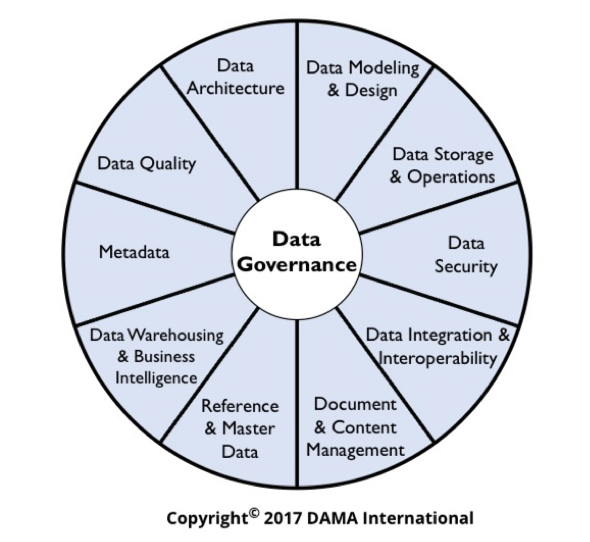 Data
Architecture
Data Modeling
& Design
Data Storage
& Operations
Data
Security
Data Integration &
Interoperability
Document
& Content
Management
Reference
& Master
Data
Data Warehousing
& Business
Intelligence
Metadata
Data Quality
Data
Governance
Copyright© 2017 DAMA International